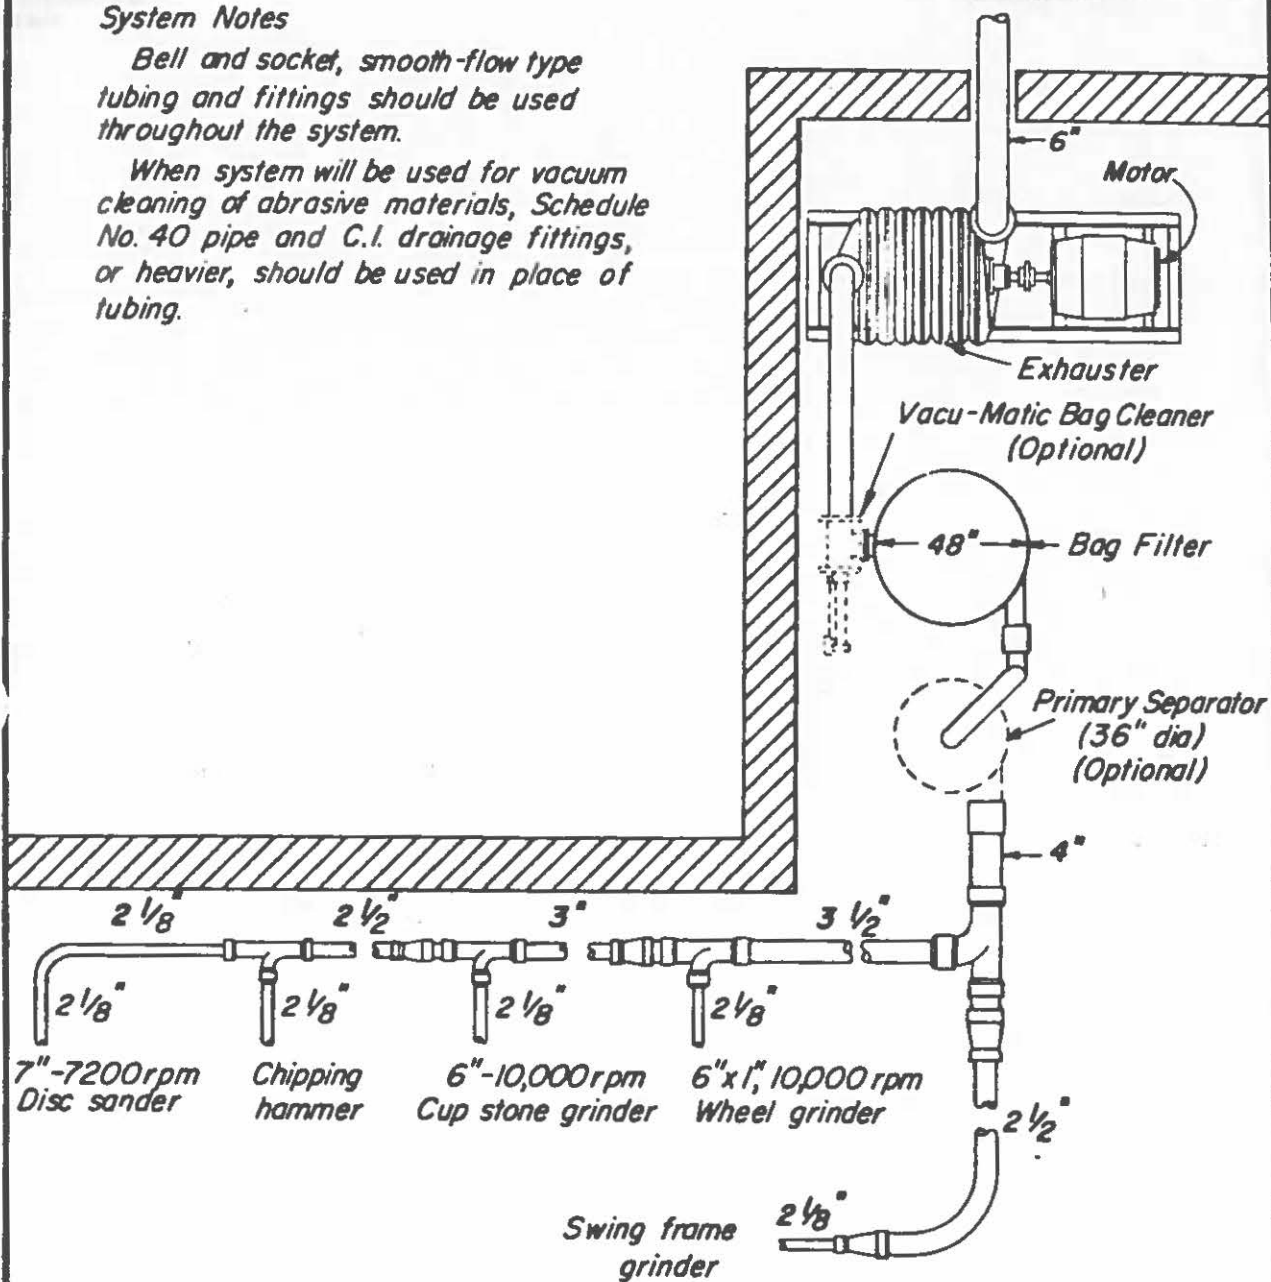 System Notes
Bell and socket, smooth-flow type
tubing and fittings should be used
throughout the system.
When system will be used for vacuum
cleaning of abrasive materials, Schedule
No. 40 pipe and C.I. drainage fittings,
or heavier, should be used in place of
tubing.
6"
Motor
Exhauster
Vacu-Matic Bag Cleaner
(Optional)
48"
Bag Filter
Primary Separator
(36" dia)
(Optional)
4"
2 1/8"
2 1/2"
3"
3 1/2"
2 1/8"
2 1/8"
2 1/8"
2 1/8"
7"-7200 rpm
Disc sander
Chipping
hammer
6"-10,000 rpm
Cup stone grinder
6"x1", 10,000 rpm
Wheel grinder
2 1/2"
2 1/8"
Swing frame
grinder